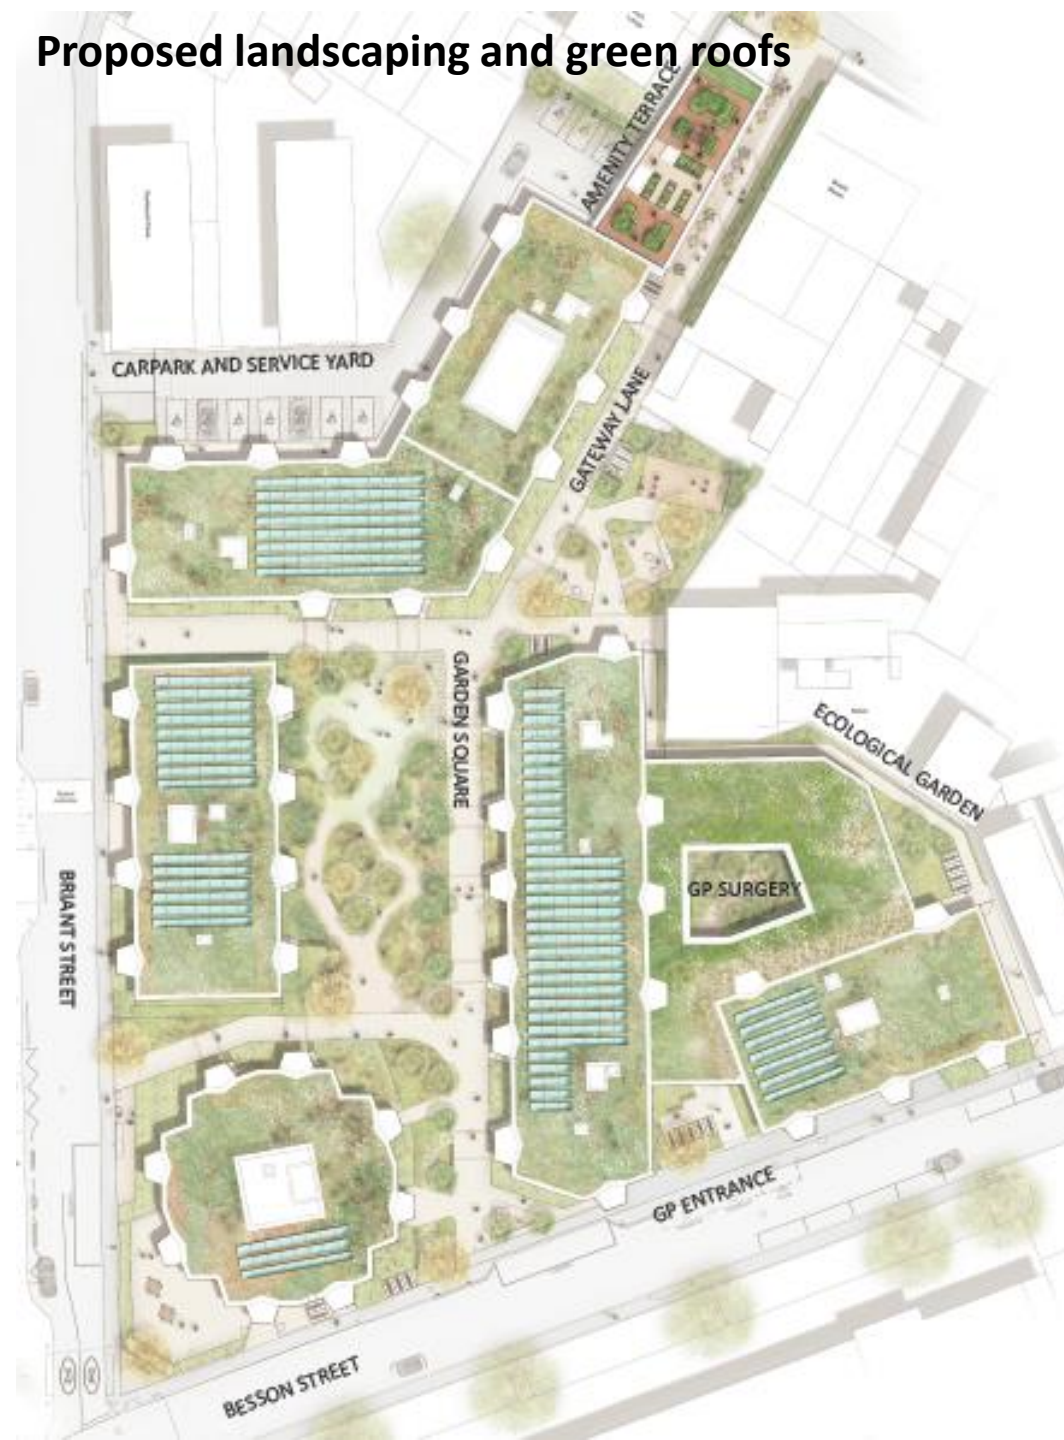 Proposed landscaping and green roofs
AMENITY TERRACE
CARPARK AND SERVICE YARD
GATEWAY LANE
GARDEN SQUARE
ECOLOGICAL GARDEN
GP SURGERY
BRIANT STREET
GP ENTRANCE
BESSON STREET